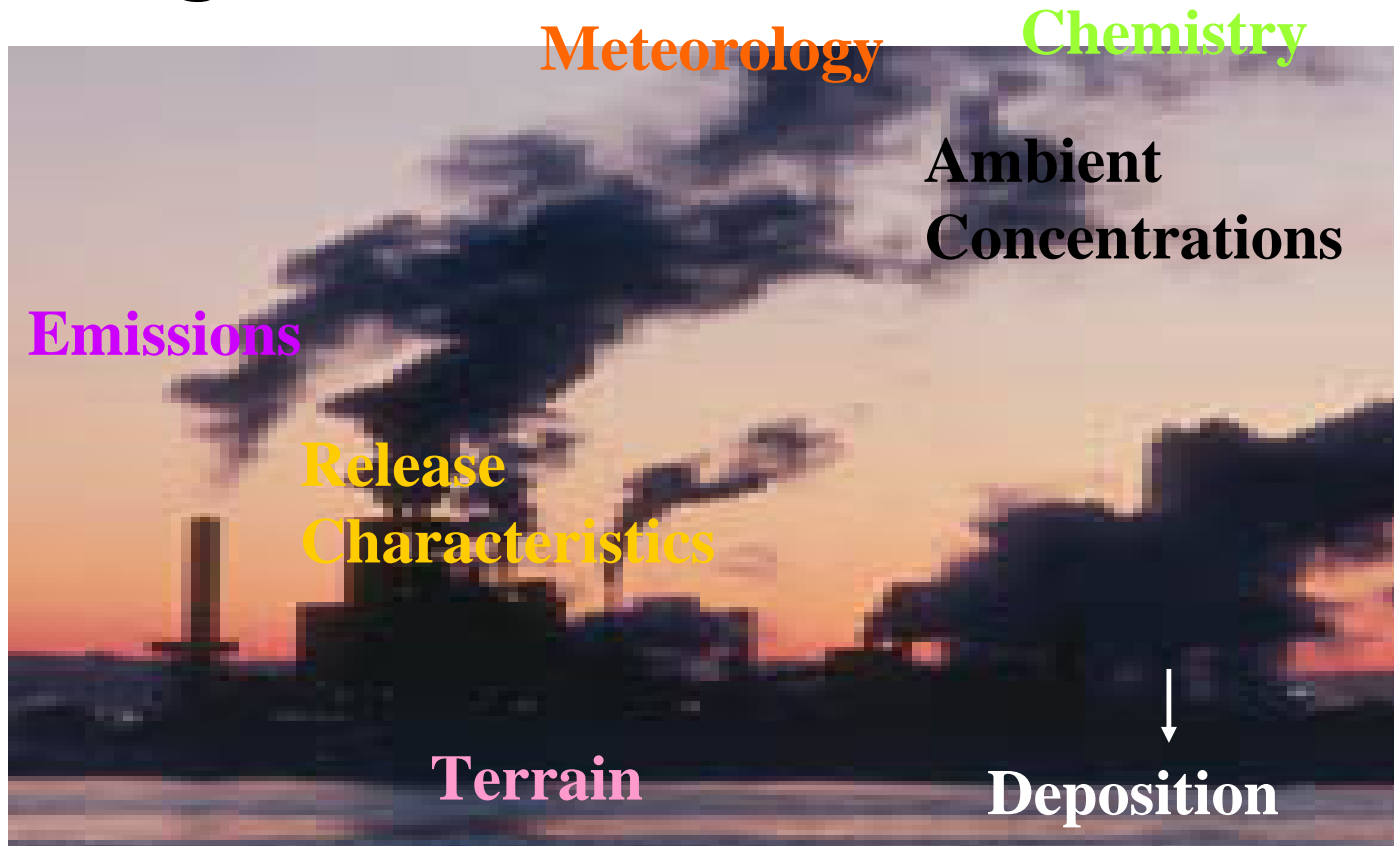 Meteorology
Chemistry
Ambient
Concentrations
Emissions
Release
Characteristics
Terrain
Deposition